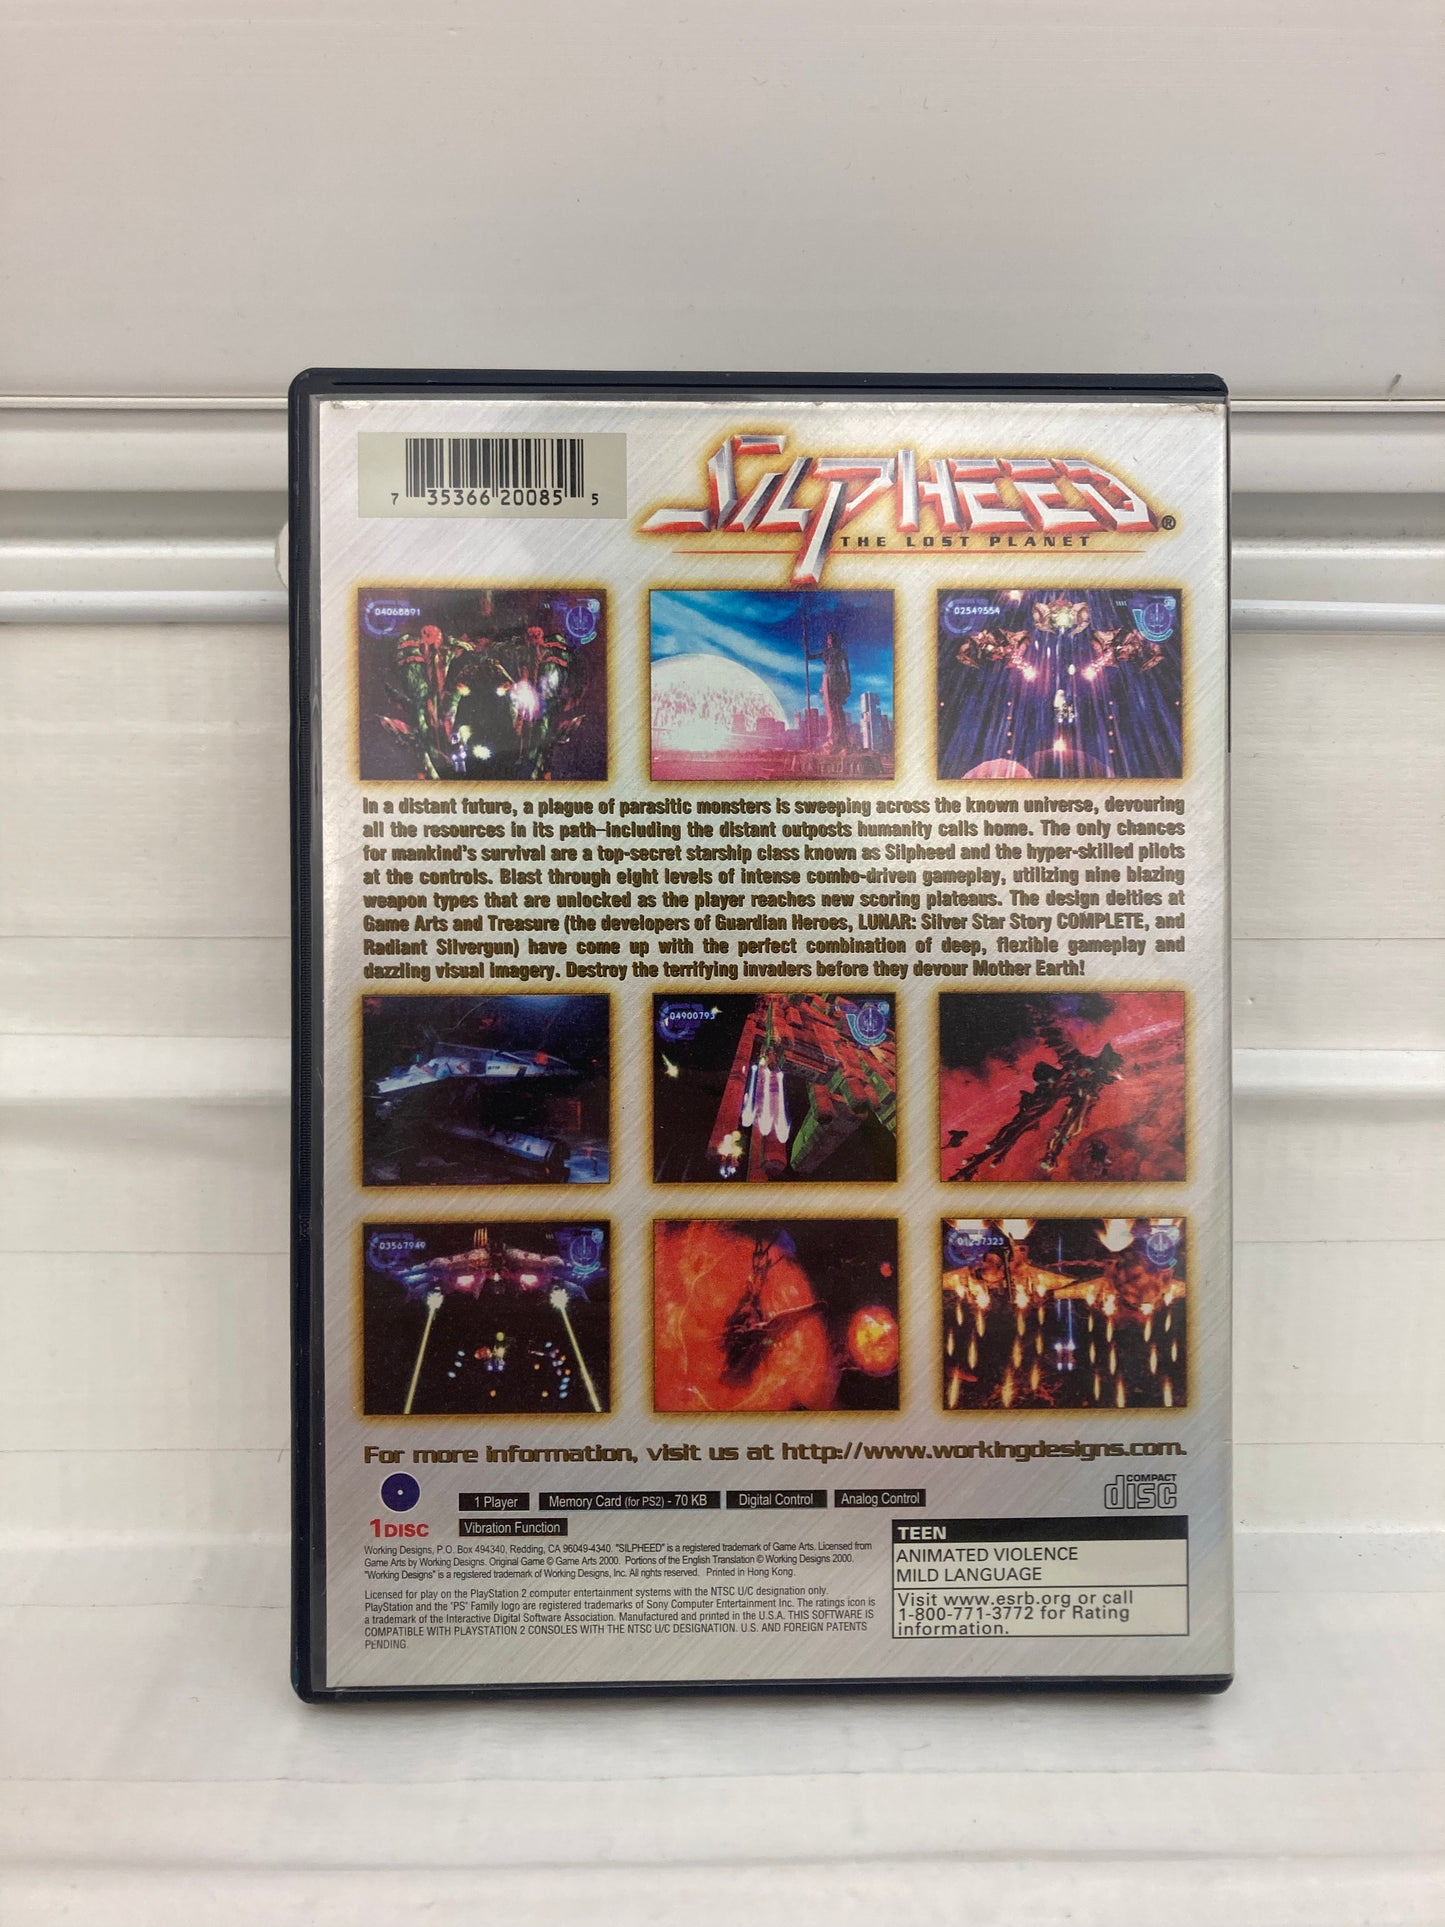 7 35366 20085 5
SILPHEED®
THE LOST PLANET
04068891
02549554
In a distant future, a plague of parasitic monsters is sweeping across the known universe, devouring
all the resources in its path–including the distant outposts humanity calls home. The only chances
for mankind's survival are a top-secret starship class known as Silpheed and the hyper-skilled pilots
at the controls. Blast through eight levels of intense combo-driven gameplay, utilizing nine blazing
weapon types that are unlocked as the player reaches new scoring plateaus. The design deities at
Game Arts and Treasure (the developers of Guardian Heroes, LUNAR: Silver Star Story COMPLETE, and
Radiant Silvergun) have come up with the perfect combination of deep, flexible gameplay and
dazzling visual imagery. Destroy the terrifying invaders before they devour Mother Earth!
04900793
03567949
01237323
For more information, visit us at http://www.workingdesigns.com.
1 DISC
1 Player
Memory Card (for PS2) - 70 KB
Digital Control
Analog Control
Vibration Function
COMPACT
disc
Working Designs, P.O. Box 494340, Redding, CA 96049-4340. "SILPHEED" is a registered trademark of Game Arts. Licensed from
Game Arts by Working Designs. Original Game © Game Arts 2000. Portions of the English Translation © Working Designs 2000.
"Working Designs" is a registered trademark of Working Designs, Inc. All rights reserved. Printed in Hong Kong.
Licensed for play on the PlayStation 2 computer entertainment systems with the NTSC U/C designation only.
PlayStation and the "PS" Family logo are registered trademarks of Sony Computer Entertainment Inc. The ratings icon is
a trademark of the Interactive Digital Software Association. Manufactured and printed in the U.S.A. THIS SOFTWARE IS
COMPATIBLE WITH PLAYSTATION 2 CONSOLES WITH THE NTSC U/C DESIGNATION. U.S. AND FOREIGN PATENTS
PENDING.
TEEN
ANIMATED VIOLENCE
MILD LANGUAGE
Visit www.esrb.org or call
1-800-771-3772 for Rating
information.